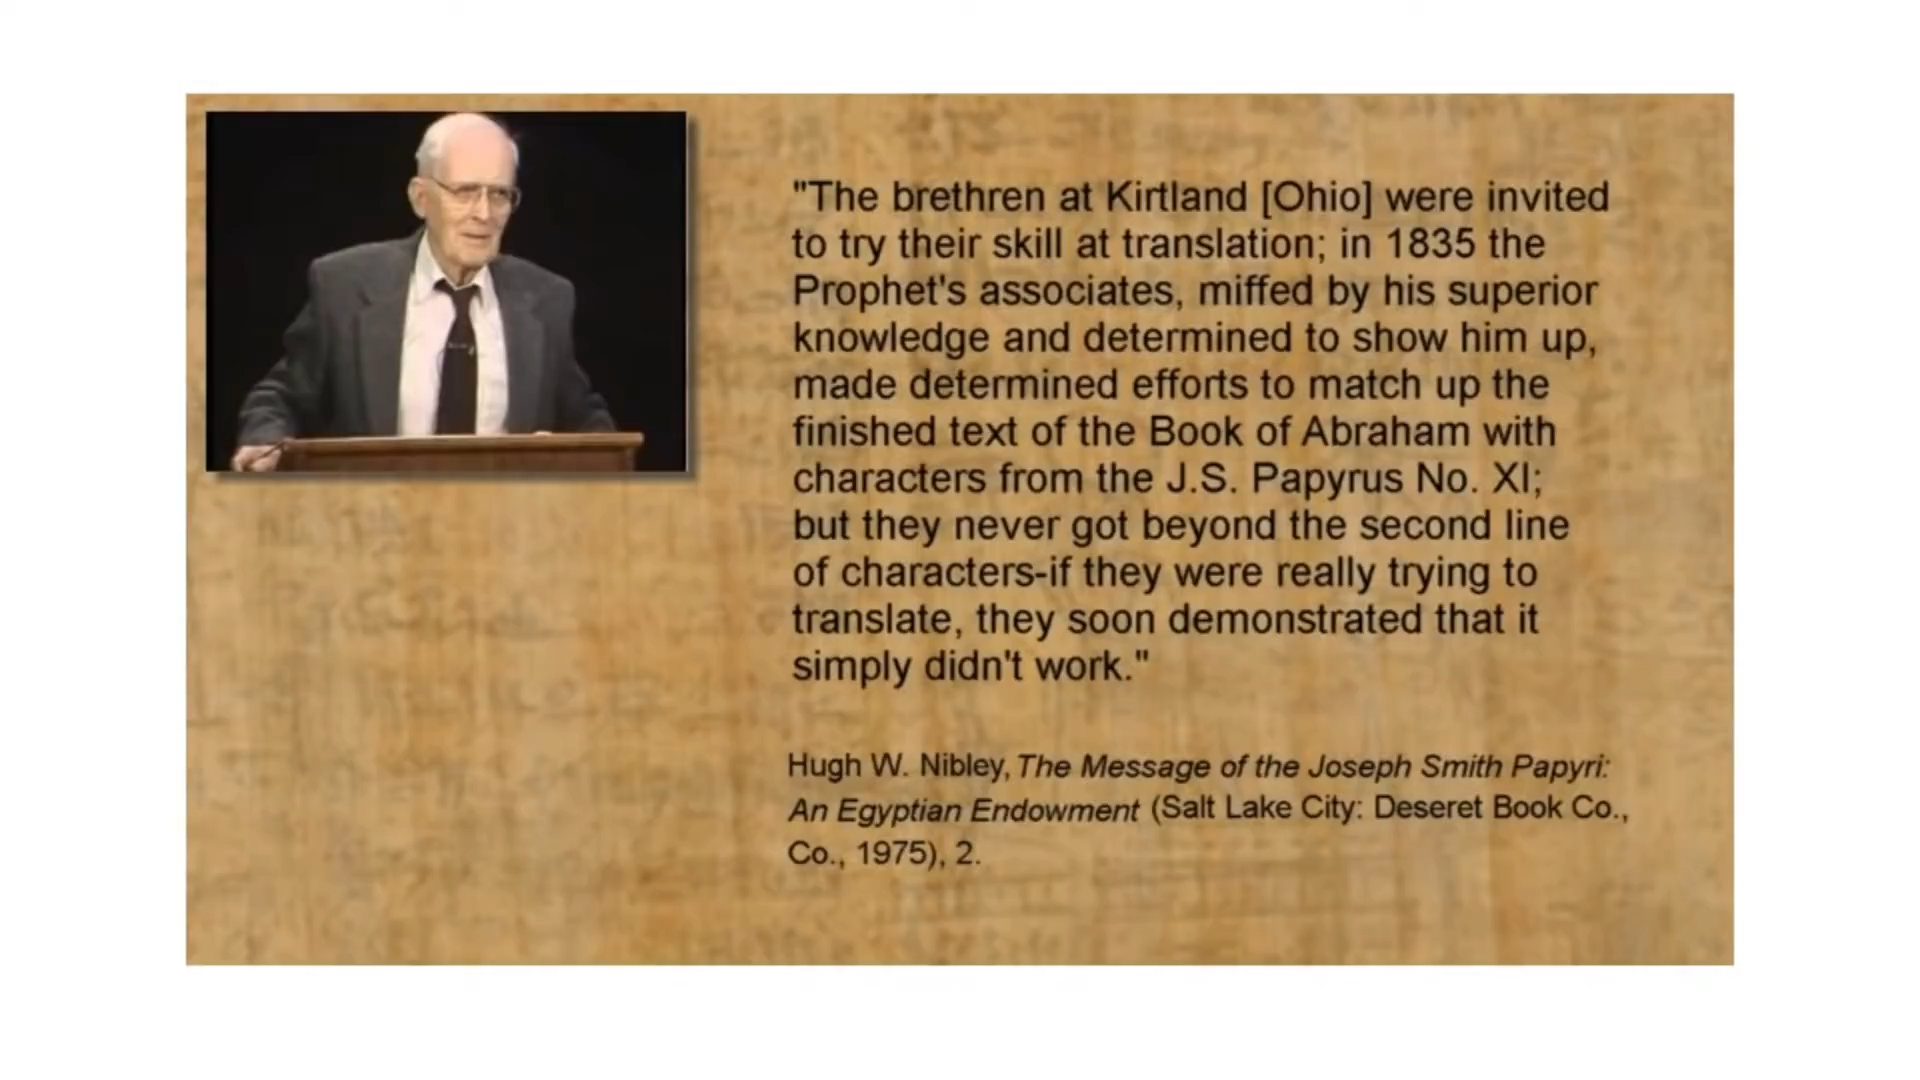 "The brethren at Kirtland [Ohio] were invited
to try their skill at translation; in 1835 the
Prophet's associates, miffed by his superior
knowledge and determined to show him up,
made determined efforts to match up the
finished text of the Book of Abraham with
characters from the J.S. Papyrus No. XI;
but they never got beyond the second line
of characters-if they were really trying to
translate, they soon demonstrated that it
simply didn't work."
Hugh W. Nibley, The Message of the Joseph Smith Papyri:
An Egyptian Endowment (Salt Lake City: Deseret Book Co.,
Co., 1975), 2.